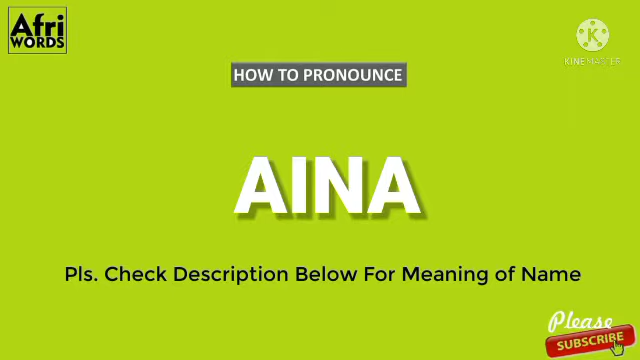 Afri
WORDS
KINEMASTER
HOW TO PRONOUNCE
AINA
Pls. Check Description Below For Meaning of Name
Please
SUBSCRIBE